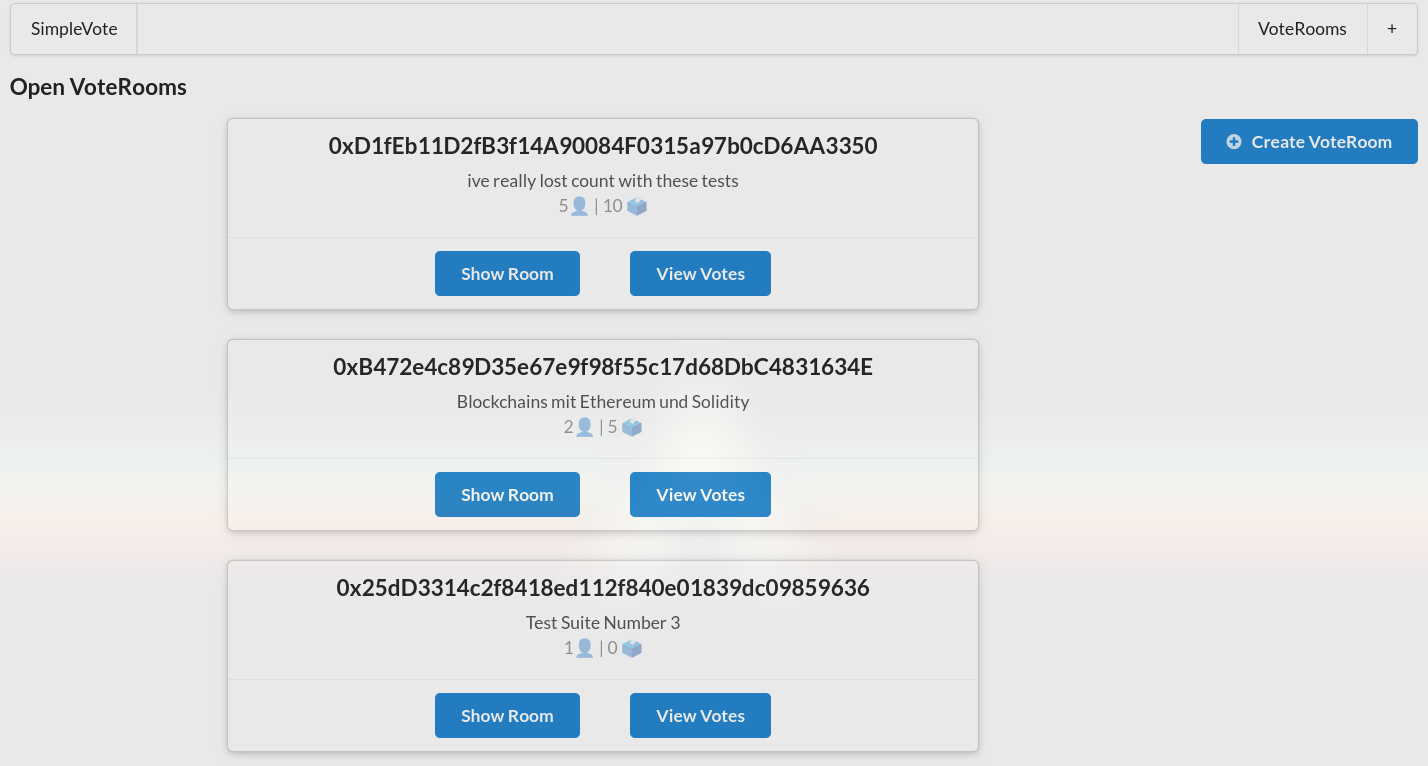 SimpleVote VoteRooms +
Open VoteRooms
Create VoteRoom
0xD1fEb11D2fB3f14A90084F0315a97b0cD6AA3350
ive really lost count with these tests
5👤 | 10 🗳️
Show Room View Votes
0xB472e4c89D35e67e9f98f55c17d68DbC4831634E
Blockchains mit Ethereum und Solidity
2👤 | 5 🗳️
Show Room View Votes
0x25dD3314c2f8418ed112f840e01839dc09859636
Test Suite Number 3
1👤 | 0 🗳️
Show Room View Votes